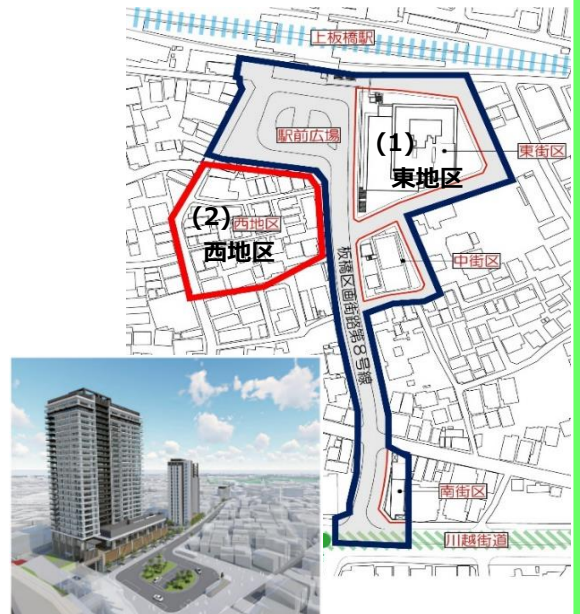 上板橋駅
駅前広場
(1)
東地区
東街区
(2)
西地区
西地区
中街区
板橋区画街路第8号線
南街区
川越街道